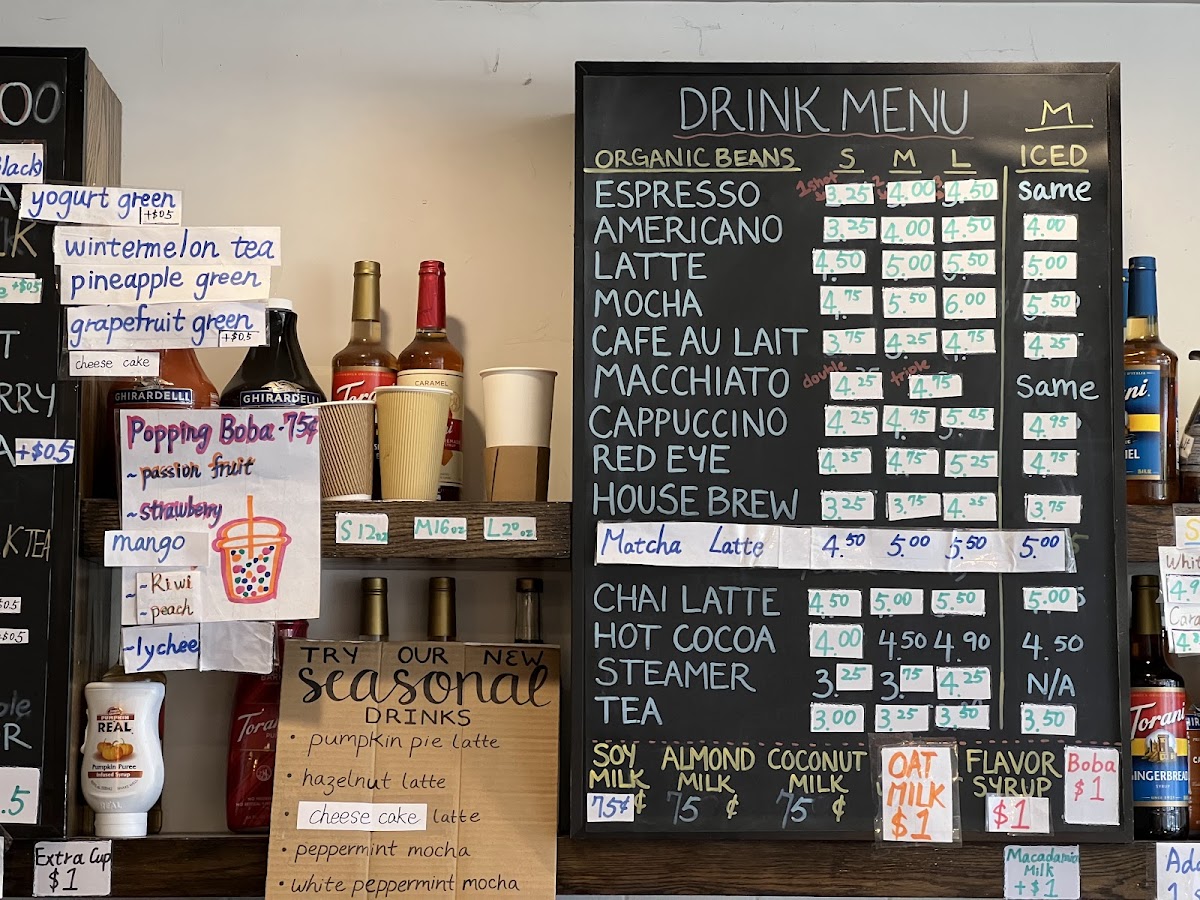 yogurt green
+$0.5
wintermelon tea
pineapple green
grapefruit green
+$0.5
cheese cake
+$0.5
GHIRARDELLI
GHIRARDELLI
Torani
CARAMEL
Popping Boba - 75¢
~ passion fruit
~ strawberry
mango
~ Kiwi
~ peach
~ lychee
S 12oz
M 16oz
L 20oz
PUMPKIN
REAL
Pumpkin Puree
Infused Syrup
Torani
TRY OUR NEW
seasonal
DRINKS
• pumpkin pie latte
• hazelnut latte
• cheese cake latte
• peppermint mocha
• white peppermint mocha
Extra Cup
$1
DRINK MENU
M
ORGANIC BEANS S M L ICED
ESPRESSO 1 shot 3.25 4.00 4.50 same
AMERICANO 3.25 4.00 4.50 4.00
LATTE 4.50 5.00 5.50 5.00
MOCHA 4.75 5.50 6.00 5.50
CAFE AU LAIT 3.75 4.25 4.75 4.25
MACCHIATO double 4.25 triple 4.75 same
CAPPUCCINO 4.25 4.95 5.45 4.95
RED EYE 4.25 4.75 5.25 4.75
HOUSE BREW 3.25 3.75 4.25 3.75
Matcha Latte 4.50 5.00 5.50 5.00
CHAI LATTE 4.50 5.00 5.50 5.00
HOT COCOA 4.00 4.50 4.90 4.50
STEAMER 3.25 3.75 4.25 N/A
TEA 3.00 3.25 3.50 3.50
SOY MILK 75¢
ALMOND MILK 75¢
COCONUT MILK 75¢
OAT MILK $1
FLAVOR SYRUP $1
Boba $1
Macadamia
Milk
+$1
Torani
GINGERBREAD